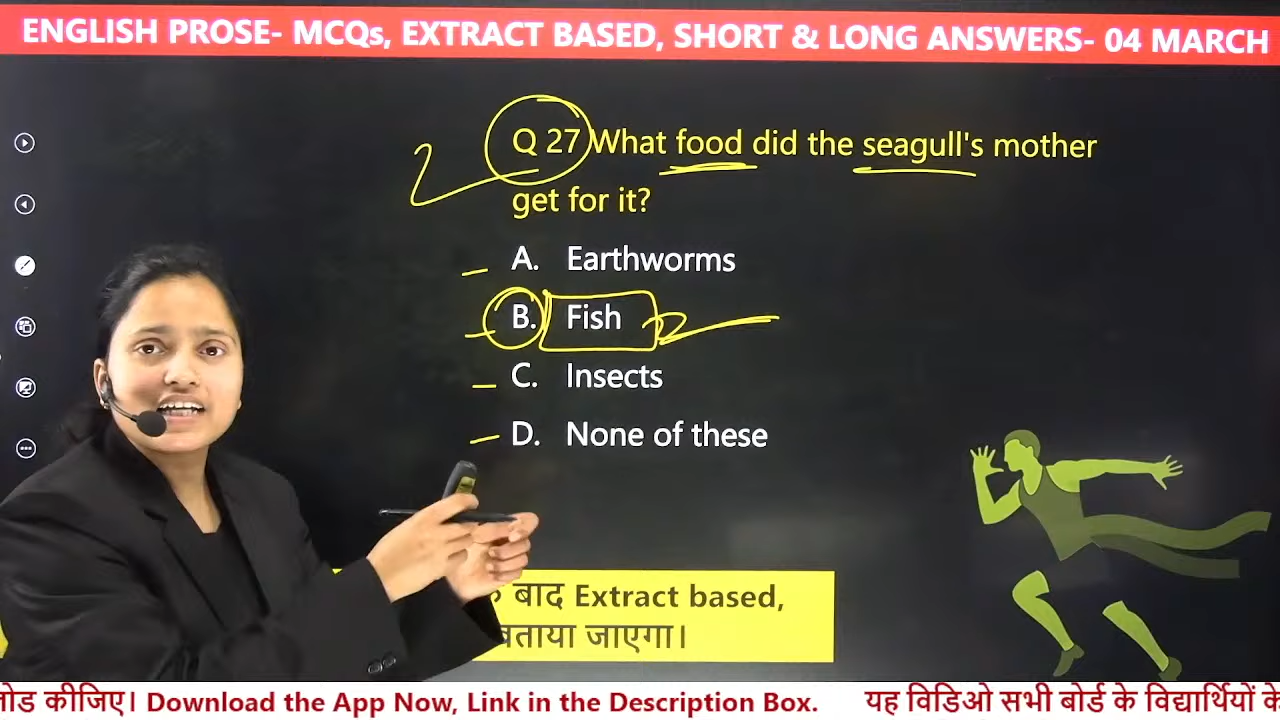 ENGLISH PROSE- MCQs, EXTRACT BASED, SHORT & LONG ANSWERS- 04 MARCH
Q 27 What food did the seagull's mother
get for it?
A. Earthworms
B. Fish
C. Insects
D. None of these
बाद Extract based,
बताया जाएगा।
कीजिए। Download the App Now, Link in the Description Box. यह विडिओ सभी बोर्ड के विद्यार्थियों के